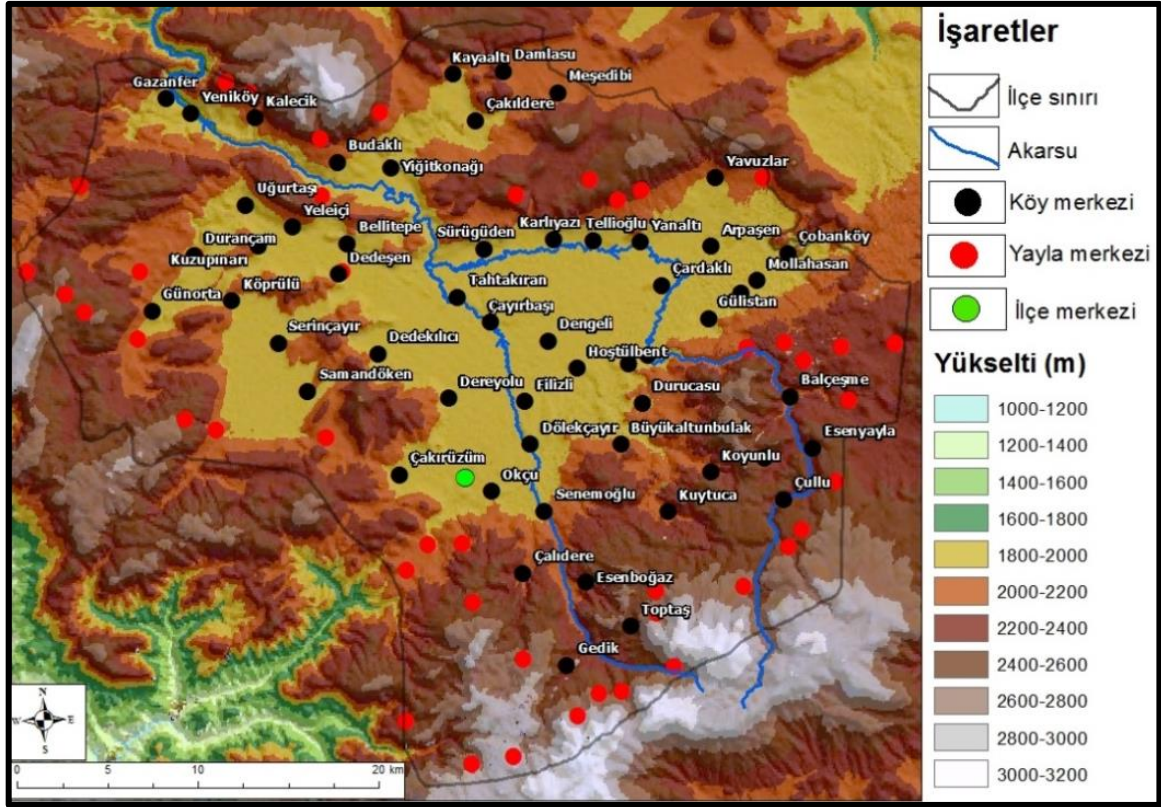 İşaretler
İlçe sınırı
Akarsu
Köy merkezi
Yayla merkezi
İlçe merkezi
Yükselti (m)
1000-1200
1200-1400
1400-1600
1600-1800
1800-2000
2000-2200
2200-2400
2400-2600
2600-2800
2800-3000
3000-3200
Kayaaltı
Damlasu
Meşedibi
Gazanfer
Yeniköy
Kalecik
Çakıldere
Budaklı
Yiğitkonağı
Yavuzlar
Uğurtaşı
Yeleiçi
Bellitepe
Sürügüden
Karlıyazı
Tellioğlu
Yanaltı
Arpaşen
Çobanköy
Durançam
Kuzupınarı
Dedeşen
Çardaklı
Mollahasan
Günorta
Köprülü
Tahtakıran
Gülistan
Çayırbaşı
Serinçayır
Dedekılıcı
Dengeli
Hoştülbent
Samandöken
Dereyolu
Filizli
Durucasu
Balçeşme
Dölekçayır
Büyükaltunbulak
Esenyayla
Koyunlu
Çakırüzüm
Okçu
Çullu
Senemoğlu
Kuytuca
Çalıdere
Esenboğaz
Toptaş
Gedik
N
W
E
S
0 5 10 20 km